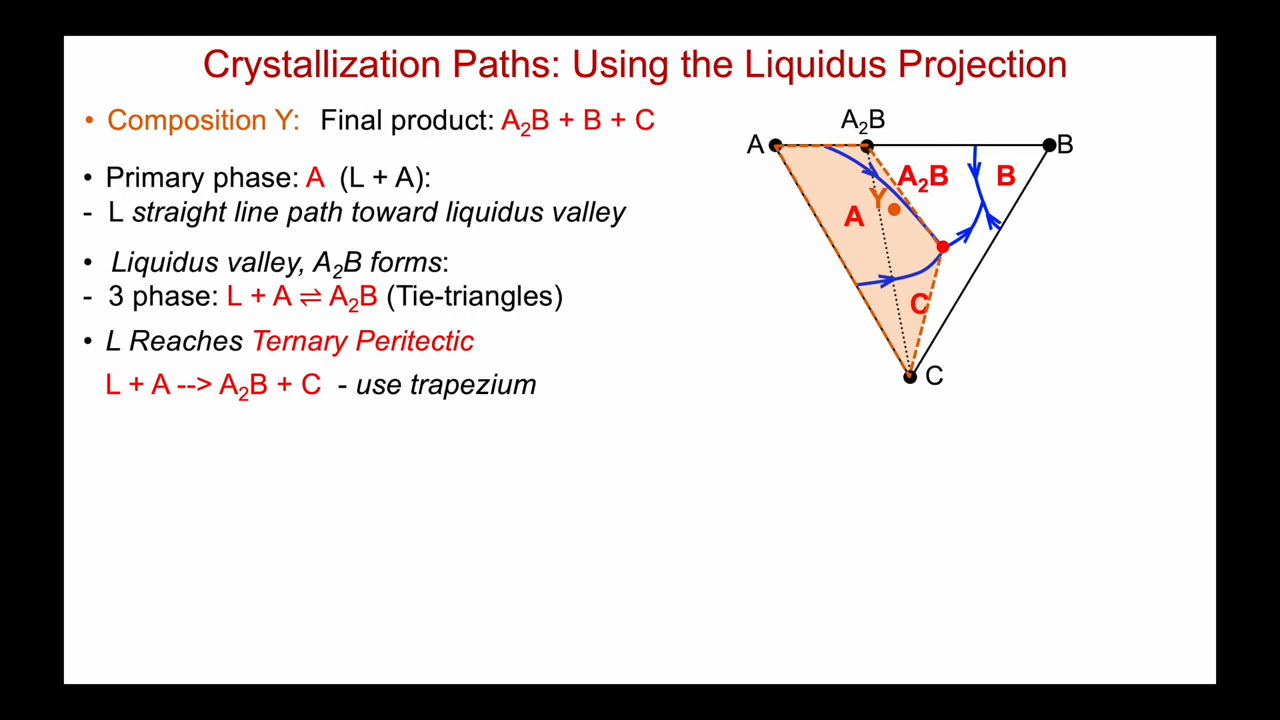 Crystallization Paths: Using the Liquidus Projection
• Composition Y: Final product: A₂B + B + C
• Primary phase: A (L + A):
- L straight line path toward liquidus valley
• Liquidus valley, A₂B forms:
- 3 phase: L + A ⇌ A₂B (Tie-triangles)
• L Reaches Ternary Peritectic
L + A --> A₂B + C - use trapezium
A₂B
A
B
A₂B
B
Y
A
C
C